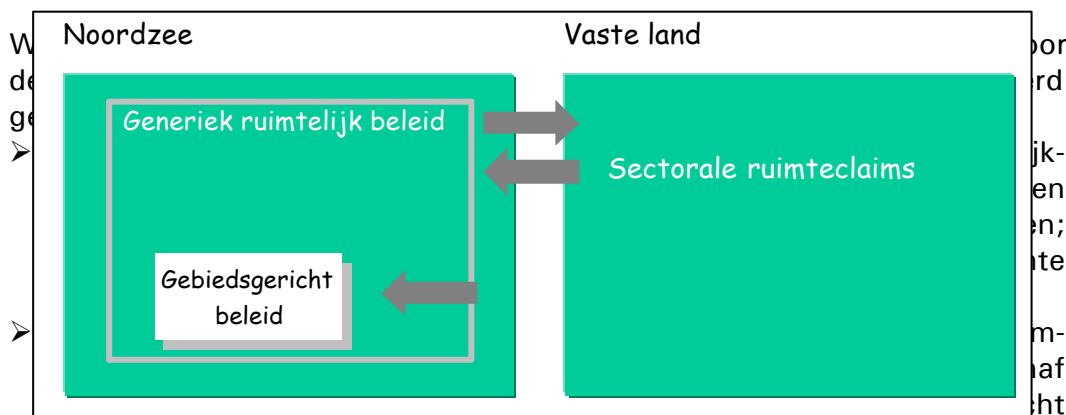 Noordzee
Vaste land
Generiek ruimtelijk beleid
Sectorale ruimteclaims
Gebiedsgericht
beleid